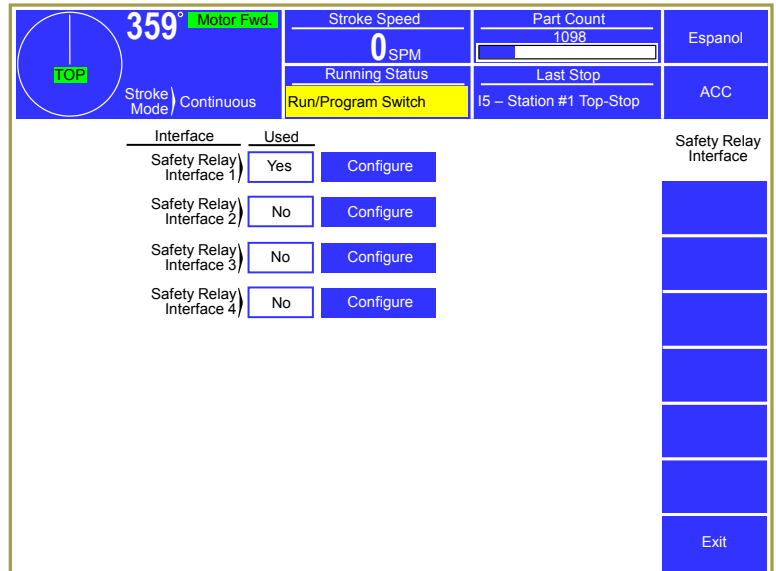 359° Motor Fwd.
TOP
Stroke Mode Continuous
Stroke Speed
0 SPM
Part Count
1098
Espanol
Running Status
Run/Program Switch
Last Stop
I5 – Station #1 Top-Stop
ACC
Interface Used
Safety Relay
Interface
Safety Relay
Interface 1
Yes
Configure
Safety Relay
Interface 2
No
Configure
Safety Relay
Interface 3
No
Configure
Safety Relay
Interface 4
No
Configure
Exit